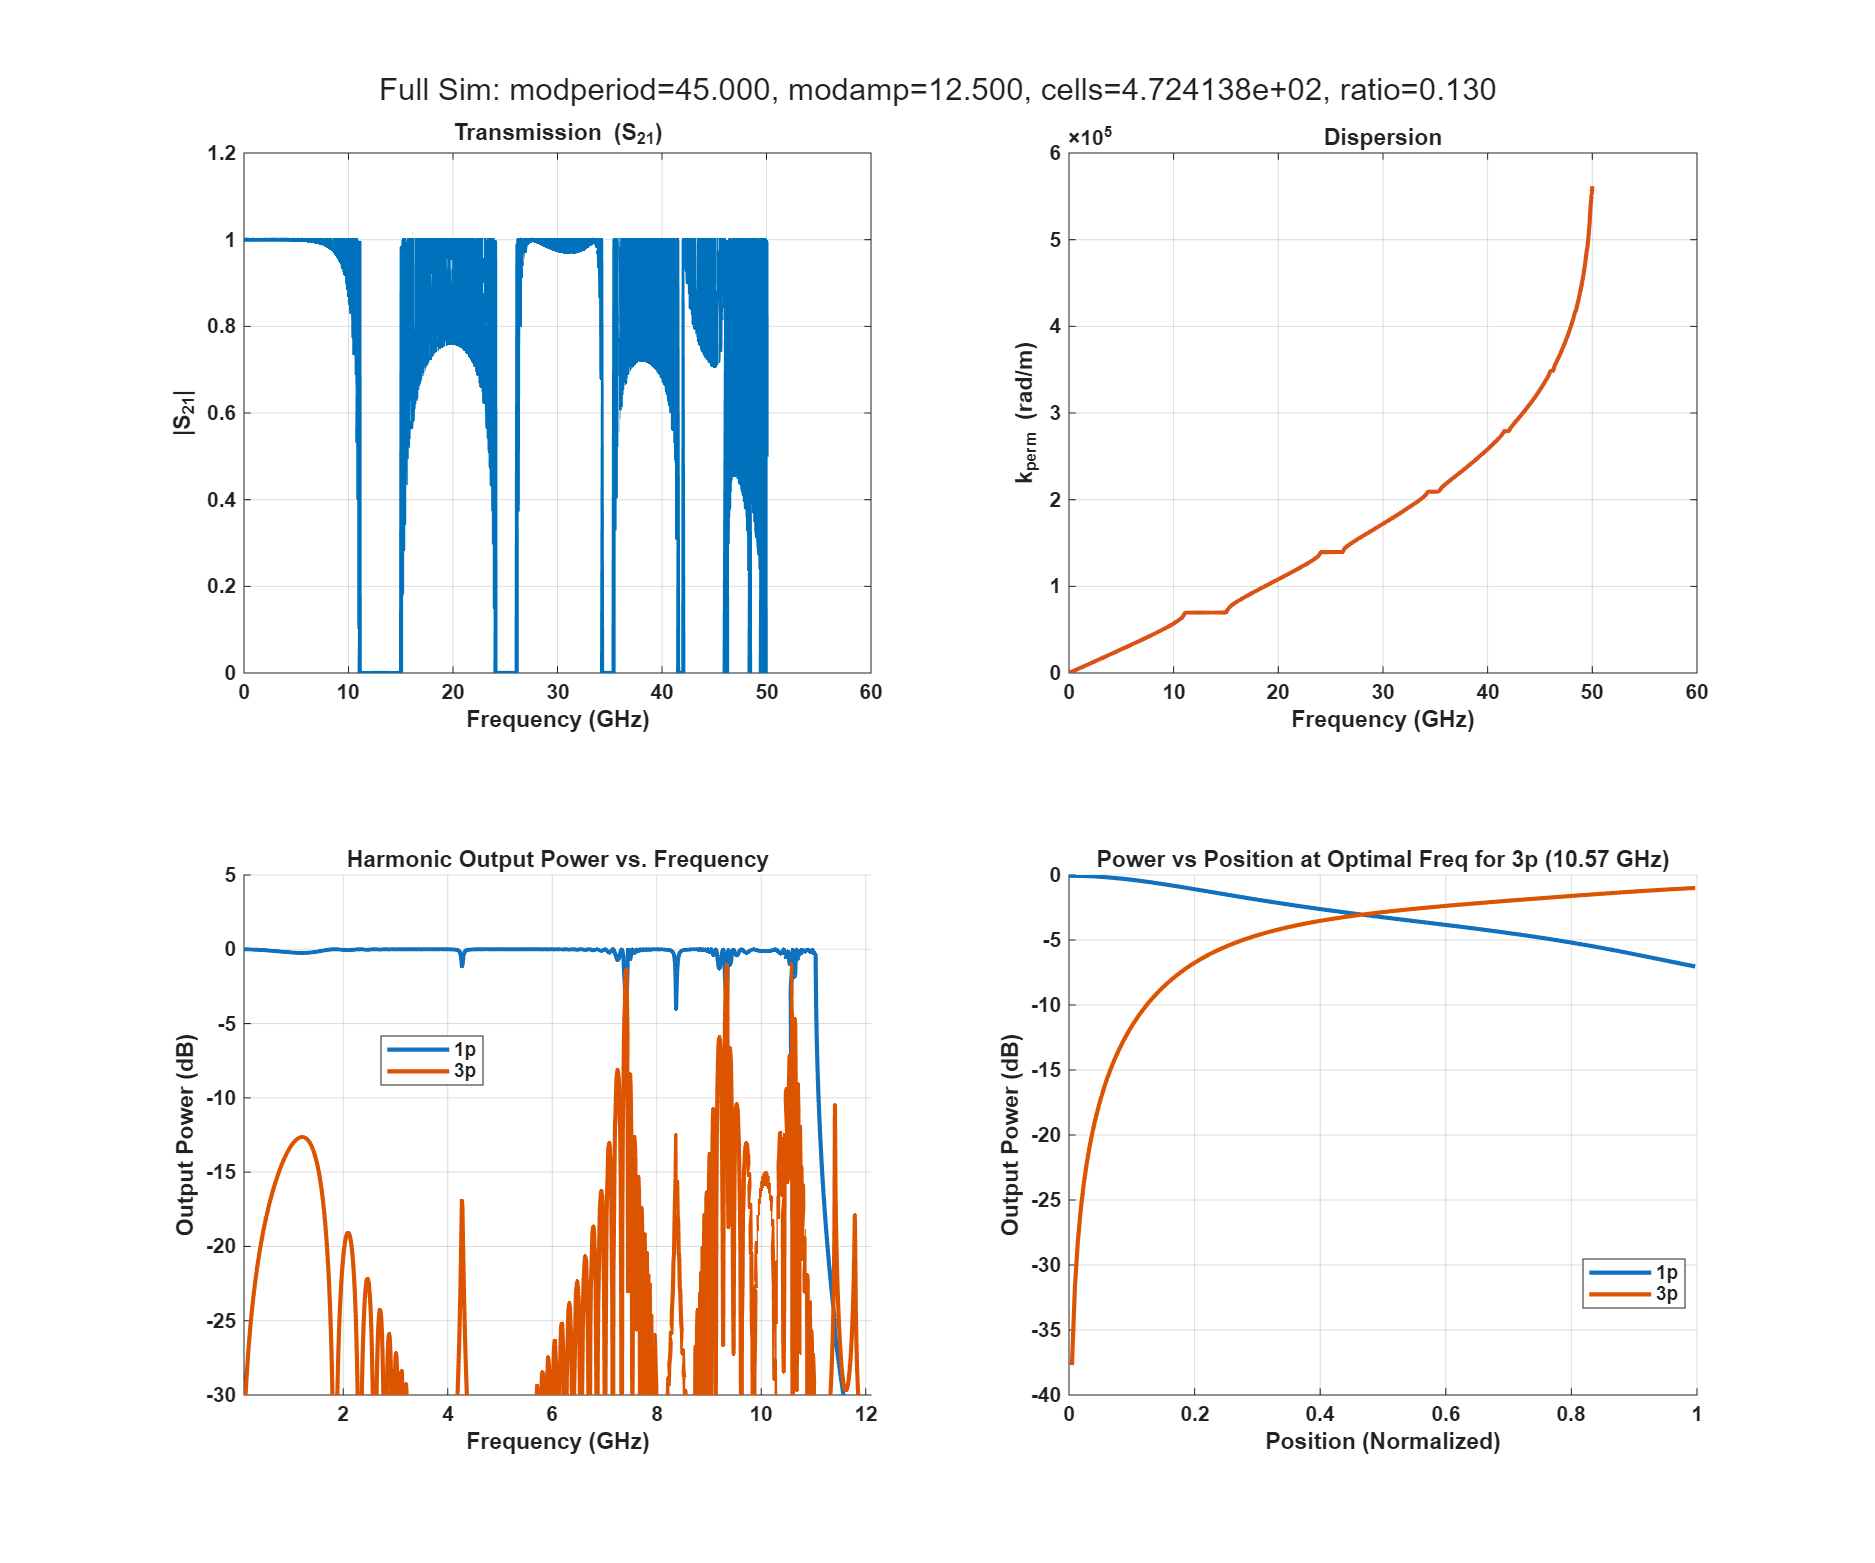 Full Sim: modperiod=45.000, modamp=12.500, cells=4.724138e+02, ratio=0.130
Transmission (S21)
1.2
1
0.8
0.6
0.4
0.2
0
|S21|
0 10 20 30 40 50 60
Frequency (GHz)
Dispersion
×10^5
6
5
4
3
2
1
0
kperm (rad/m)
0 10 20 30 40 50 60
Frequency (GHz)
Harmonic Output Power vs. Frequency
5
0
-5
-10
-15
-20
-25
-30
Output Power (dB)
1p
3p
2 4 6 8 10 12
Frequency (GHz)
Power vs Position at Optimal Freq for 3p (10.57 GHz)
0
-5
-10
-15
-20
-25
-30
-35
-40
Output Power (dB)
1p
3p
0 0.2 0.4 0.6 0.8 1
Position (Normalized)